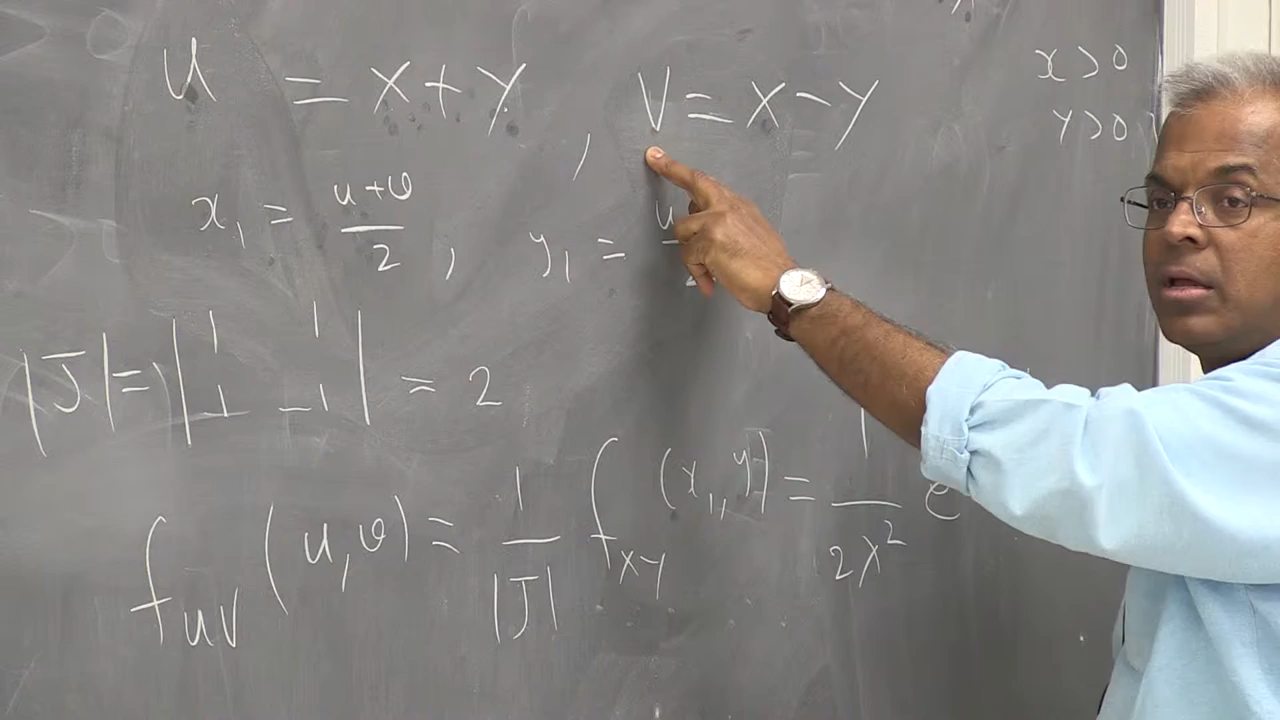 U = X + Y , V = X - Y
x > 0
y > 0
x₁ = (u + v)/2 , y₁ = u
|J| = |1 1; 1 -1| = 2
f_UV (u, v) = 1/|J| f_XY (x₁, y₁) = 1/(2λ²) e